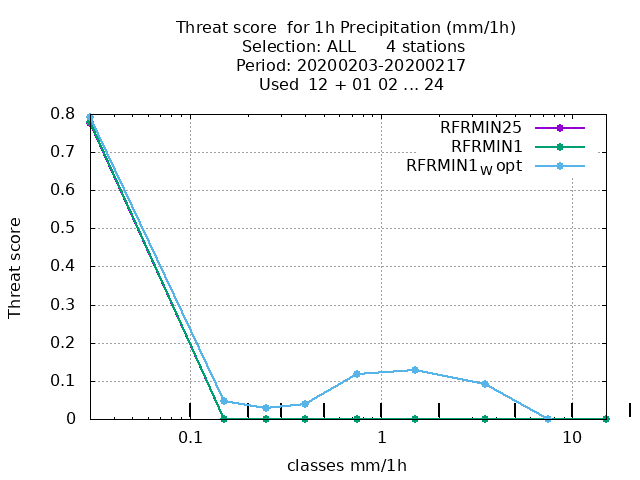 Threat score  for 1h Precipitation (mm/1h)
Selection: ALL      4 stations
Period: 20200203-20200217
Used  12 + 01 02 ... 24
RFRMIN25
RFRMIN1
RFRMIN1W opt
Threat score
0.8
0.7
0.6
0.5
0.4
0.3
0.2
0.1
0
0.1
1
10
classes mm/1h